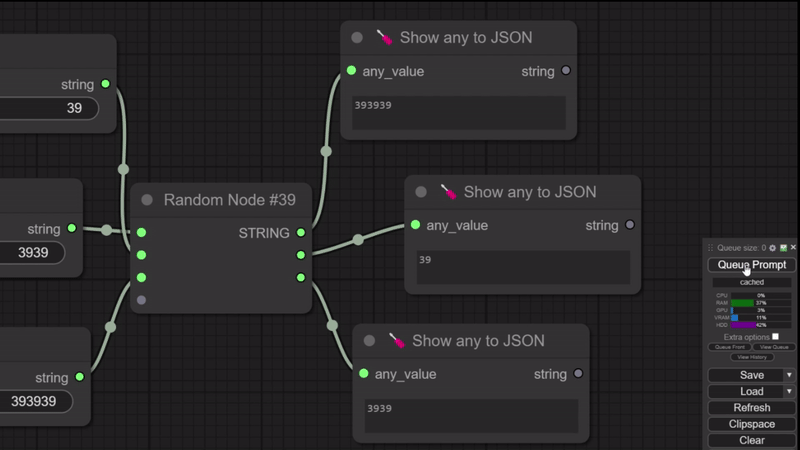 string
39
string
3939
string
393939
Random Node #39
STRING
Show any to JSON
any_value
string
393939
Show any to JSON
any_value
string
39
Show any to JSON
any_value
string
3939
Queue size: 0
Queue Prompt
cached
CPU 0%
RAM 37%
GPU 3%
VRAM 11%
HDD 42%
Extra options
Queue Front
View Queue
View History
Save
Load
Refresh
Clipspace
Clear